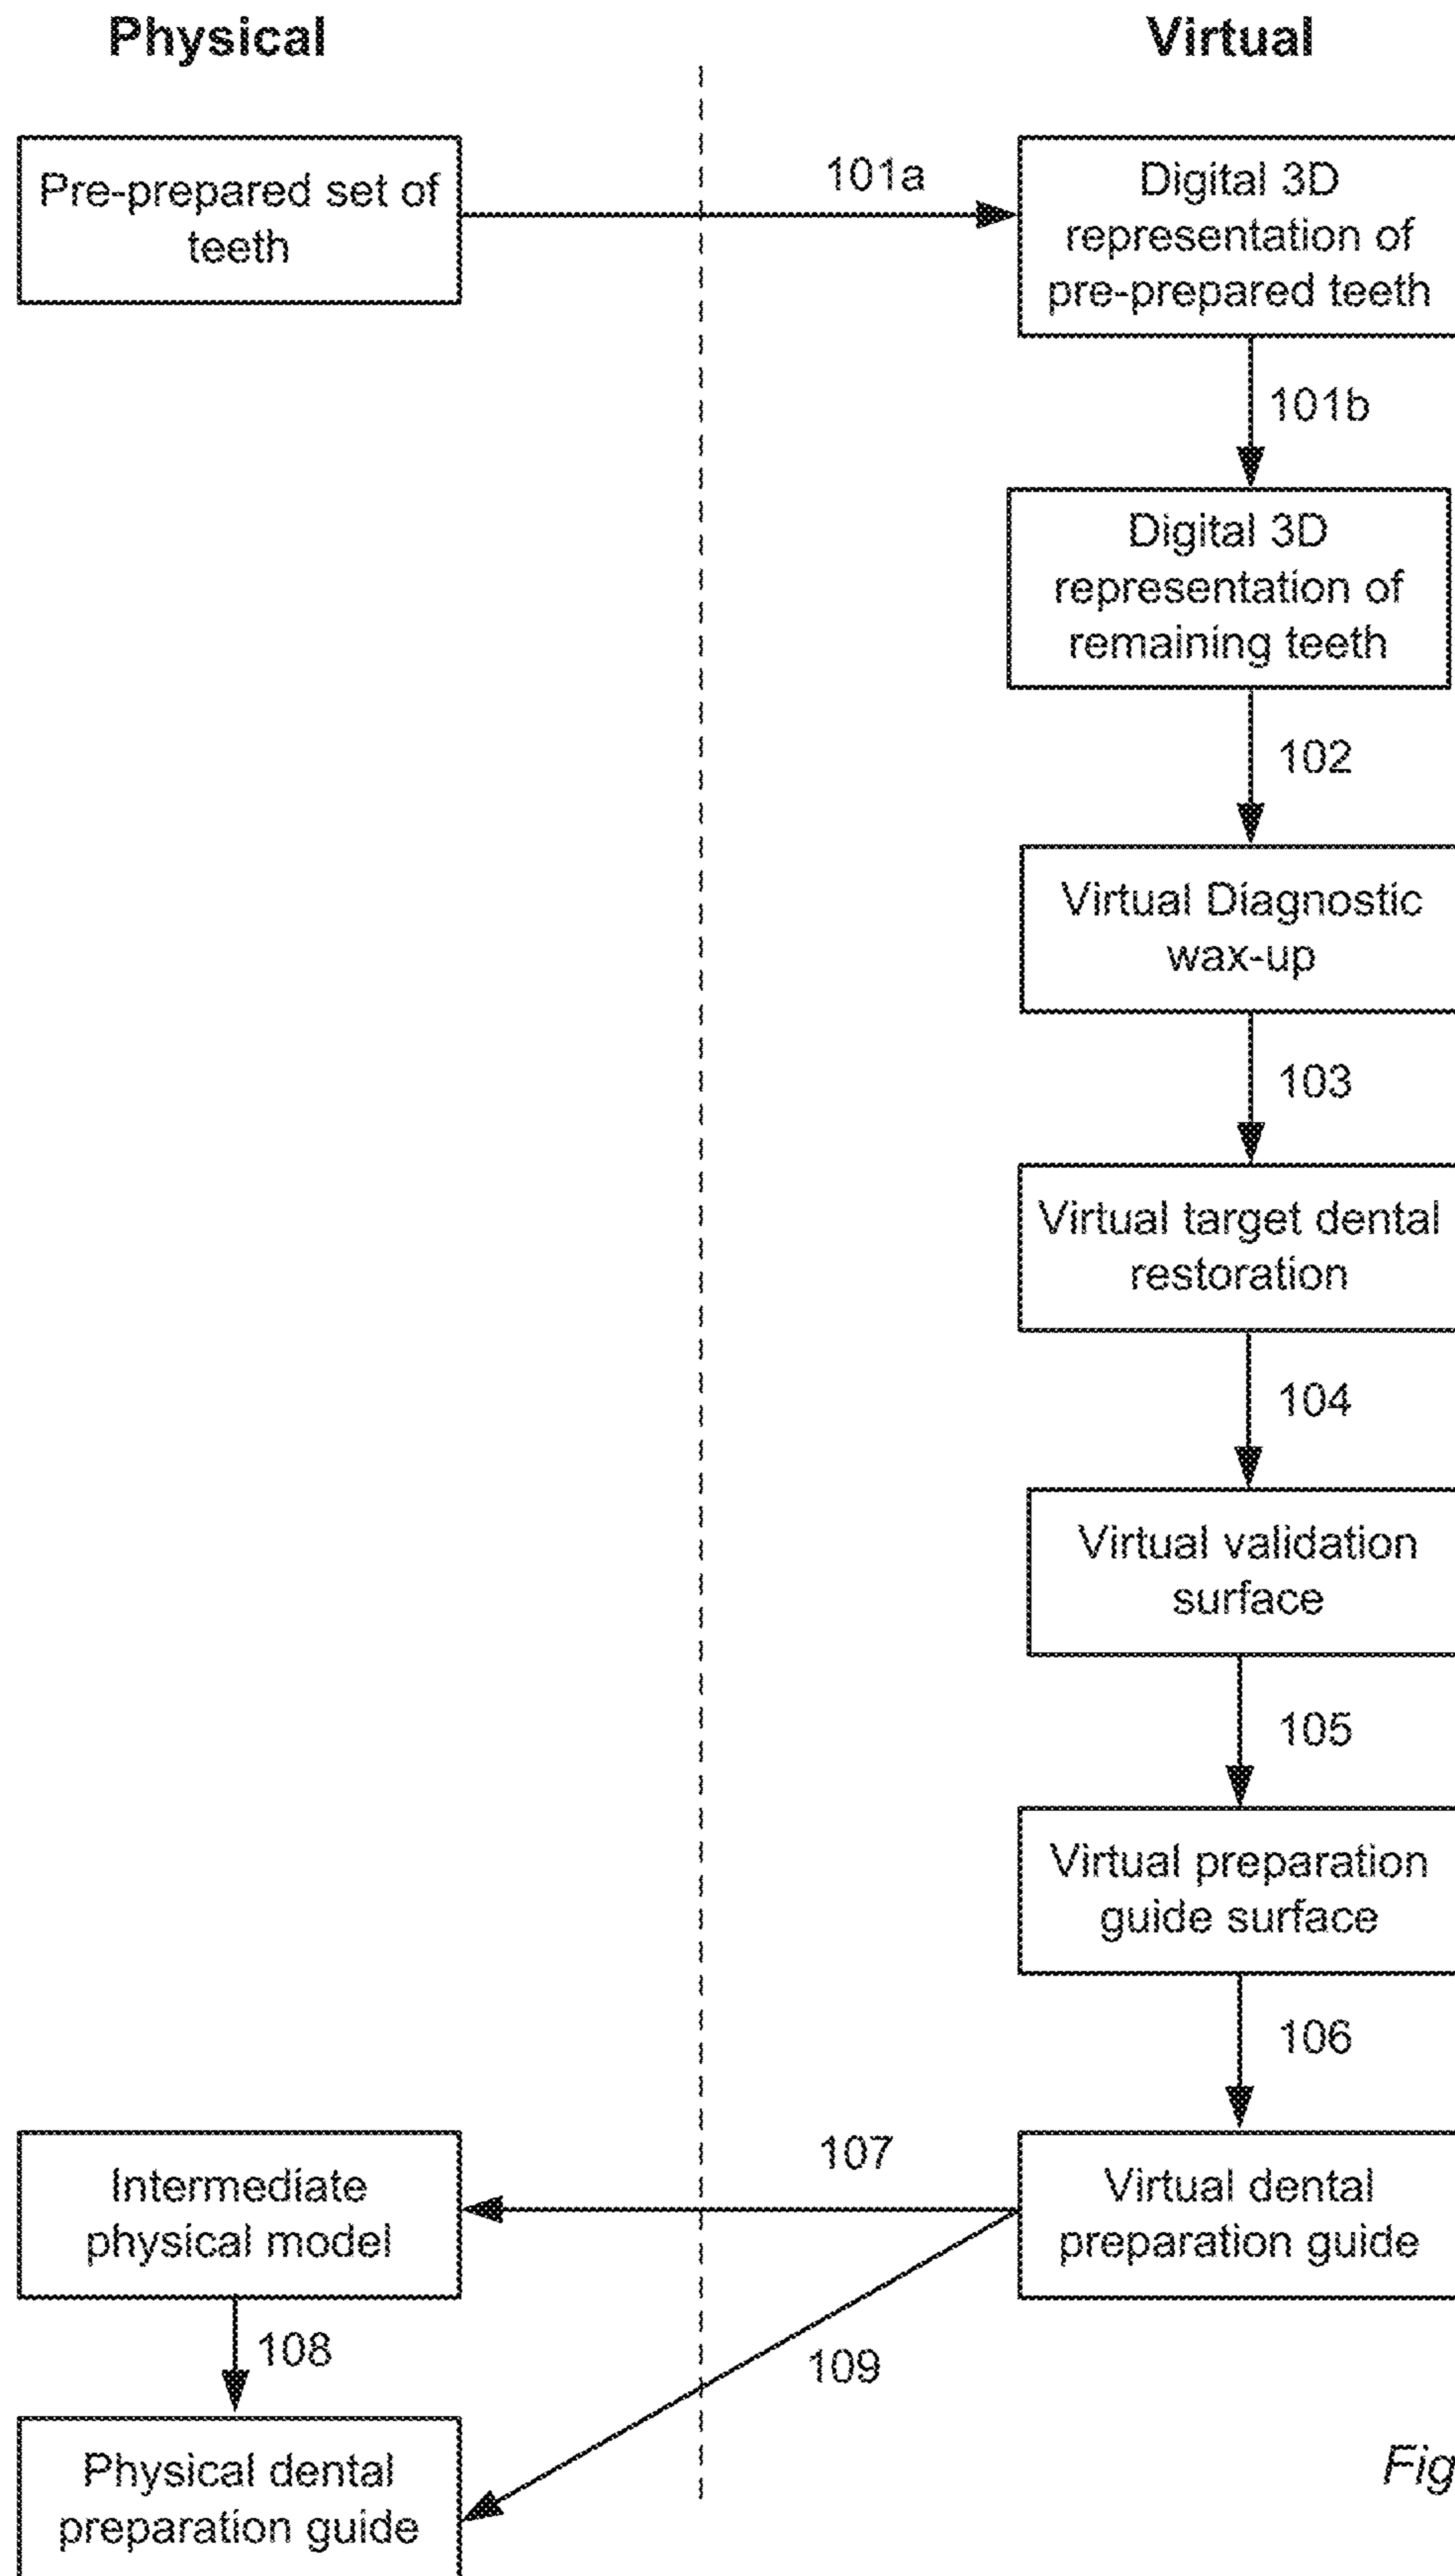 Physical
Virtual
Pre-prepared set of
teeth
101a
Digital 3D
representation of
pre-prepared teeth
101b
Digital 3D
representation of
remaining teeth
102
Virtual Diagnostic
wax-up
103
Virtual target dental
restoration
104
Virtual validation
surface
105
Virtual preparation
guide surface
106
Intermediate
physical model
107
Virtual dental
preparation guide
108
109
Physical dental
preparation guide
Fig